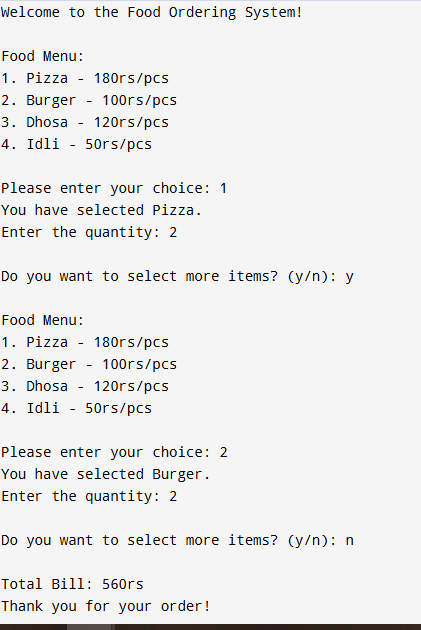 Welcome to the Food Ordering System!
Food Menu:
1. Pizza - 180rs/pcs
2. Burger - 100rs/pcs
3. Dhosa - 120rs/pcs
4. Idli - 50rs/pcs
Please enter your choice: 1
You have selected Pizza.
Enter the quantity: 2
Do you want to select more items? (y/n): y
Food Menu:
1. Pizza - 180rs/pcs
2. Burger - 100rs/pcs
3. Dhosa - 120rs/pcs
4. Idli - 50rs/pcs
Please enter your choice: 2
You have selected Burger.
Enter the quantity: 2
Do you want to select more items? (y/n): n
Total Bill: 560rs
Thank you for your order!